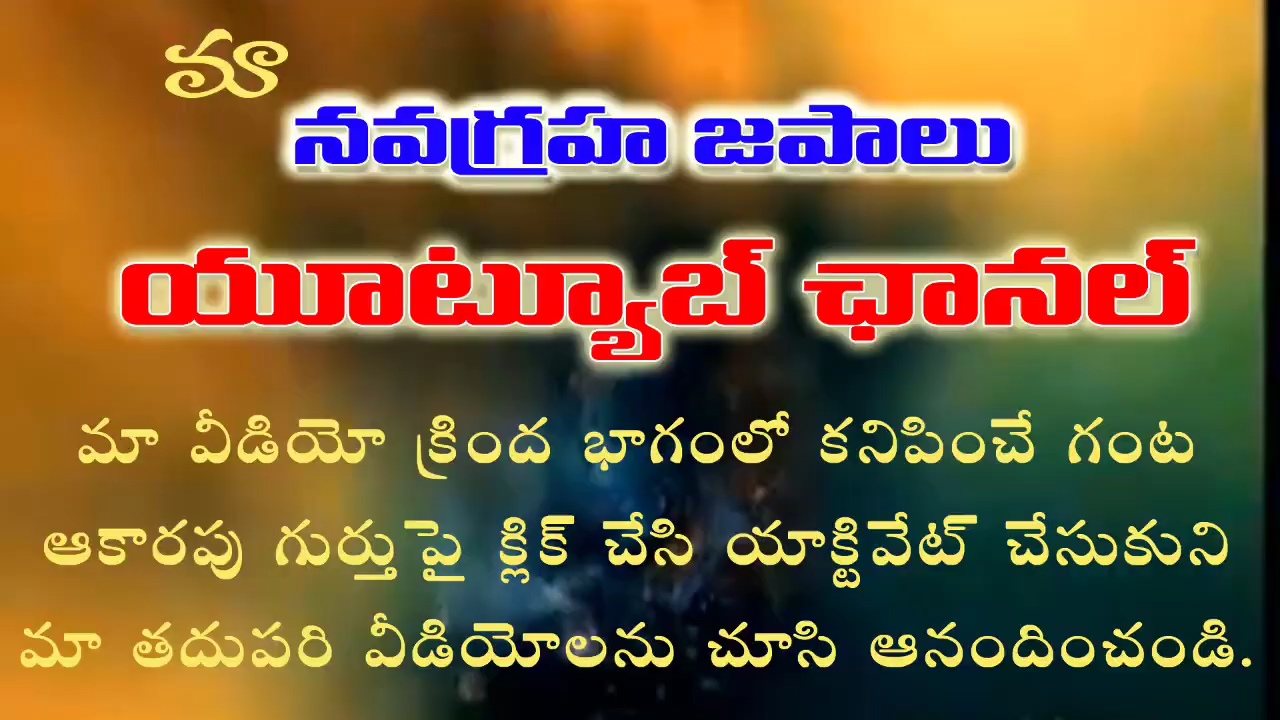 మా
నవగ్రహ జపాలు
యూట్యూబ్ ఛానల్
మా వీడియో క్రింద భాగంలో కనిపించే గంట
ఆకారపు గుర్తుపై క్లిక్ చేసి యాక్టివేట్ చేసుకుని
మా తదుపరి వీడియోలను చూసి ఆనందించండి.